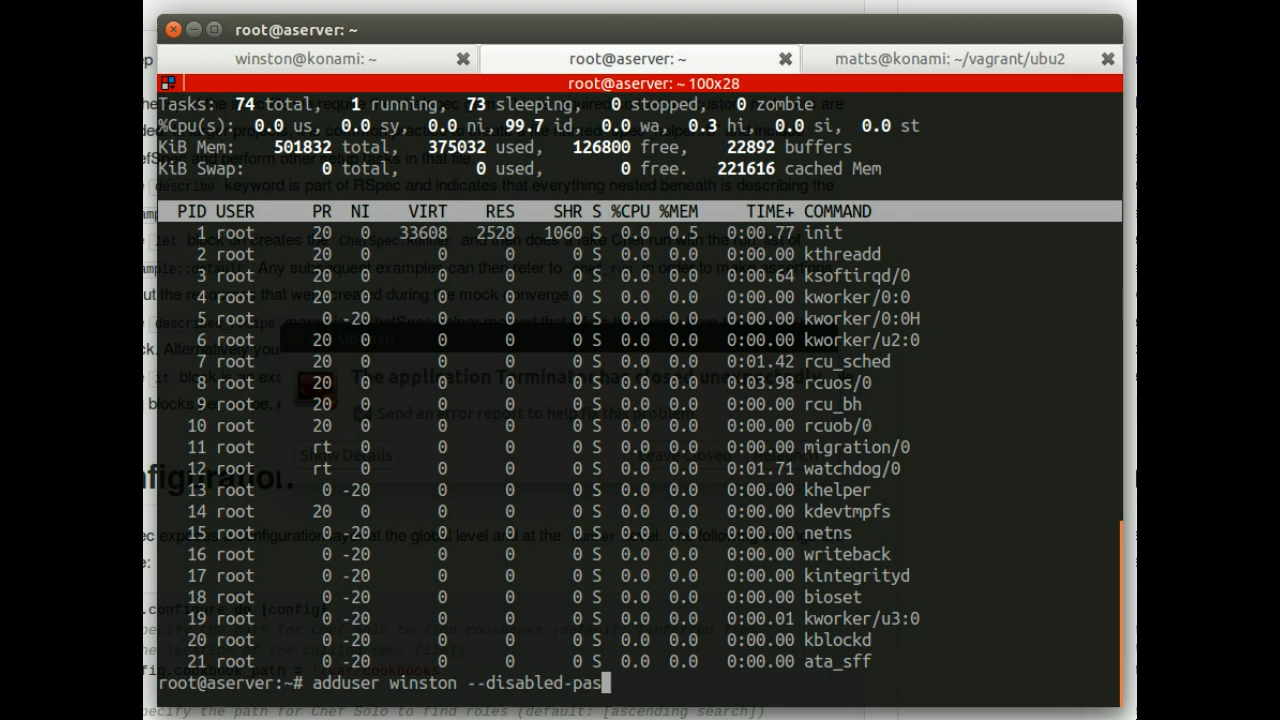 root@aserver: ~
winston@konami: ~
root@aserver: ~
matts@konami: ~/vagrant/ubu2
root@aserver: ~ 100x28
Tasks: 74 total, 1 running, 73 sleeping, 0 stopped, 0 zombie
%Cpu(s): 0.0 us, 0.0 sy, 0.0 ni, 99.7 id, 0.0 wa, 0.3 hi, 0.0 si, 0.0 st
KiB Mem: 501832 total, 375032 used, 126800 free, 22892 buffers
KiB Swap: 0 total, 0 used, 0 free. 221616 cached Mem
PID USER PR NI VIRT RES SHR S %CPU %MEM TIME+ COMMAND
1 root 20 0 33608 2528 1060 S 0.0 0.5 0:00.77 init
2 root 20 0 0 0 0 S 0.0 0.0 0:00.00 kthreadd
3 root 20 0 0 0 0 S 0.0 0.0 0:00.64 ksoftirqd/0
4 root 20 0 0 0 0 S 0.0 0.0 0:00.00 kworker/0:0
5 root 0 -20 0 0 0 S 0.0 0.0 0:00.00 kworker/0:0H
6 root 20 0 0 0 0 S 0.0 0.0 0:00.00 kworker/u2:0
7 root 20 0 0 0 0 S 0.0 0.0 0:01.42 rcu_sched
8 root 20 0 0 0 0 S 0.0 0.0 0:03.98 rcuos/0
9 root 20 0 0 0 0 S 0.0 0.0 0:00.00 rcu_bh
10 root 20 0 0 0 0 S 0.0 0.0 0:00.00 rcuob/0
11 root rt 0 0 0 0 S 0.0 0.0 0:00.00 migration/0
12 root rt 0 0 0 0 S 0.0 0.0 0:01.71 watchdog/0
13 root 0 -20 0 0 0 S 0.0 0.0 0:00.00 khelper
14 root 20 0 0 0 0 S 0.0 0.0 0:00.00 kdevtmpfs
15 root 0 -20 0 0 0 S 0.0 0.0 0:00.00 netns
16 root 0 -20 0 0 0 S 0.0 0.0 0:00.00 writeback
17 root 0 -20 0 0 0 S 0.0 0.0 0:00.00 kintegrityd
18 root 0 -20 0 0 0 S 0.0 0.0 0:00.00 bioset
19 root 0 -20 0 0 0 S 0.0 0.0 0:00.01 kworker/u3:0
20 root 0 -20 0 0 0 S 0.0 0.0 0:00.00 kblockd
21 root 0 -20 0 0 0 S 0.0 0.0 0:00.00 ata_sff
root@aserver:~# adduser winston --disabled-pas
The application Terminator has closed unexpectedly.
Send an error report to help fix this problem
Show Details
Leave Closed
Relaunch